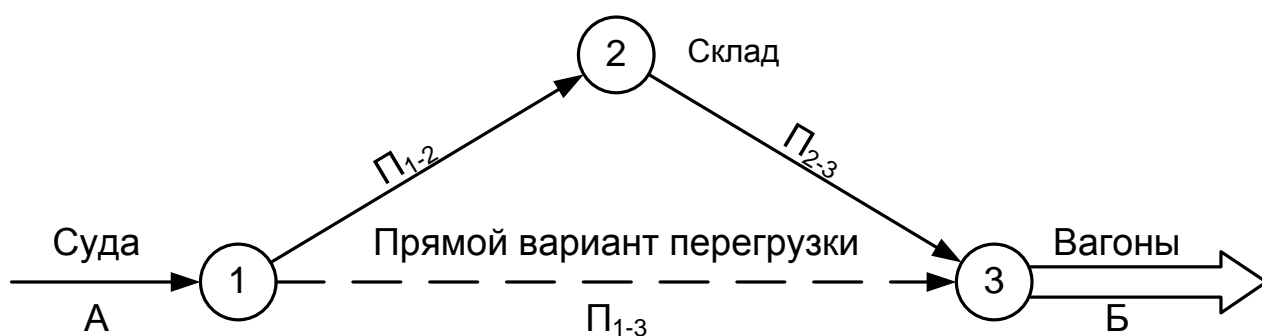 2
Склад
П1-2
П2-3
Суда
Прямой вариант перегрузки
Вагоны
1
3
А
П1-3
Б